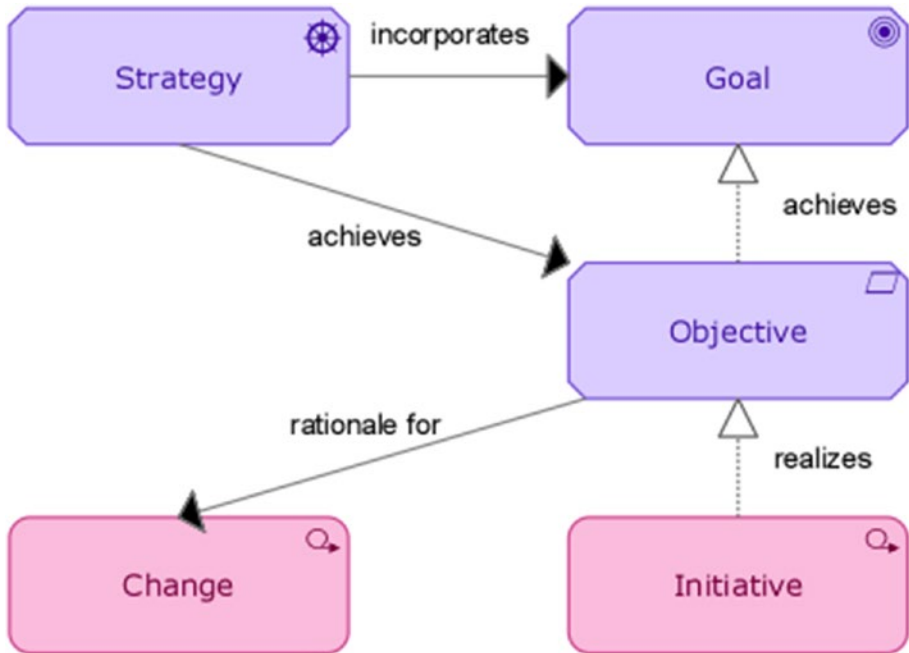 incorporates
Strategy
Goal
achieves
achieves
Objective
rationale for
realizes
Change
Initiative